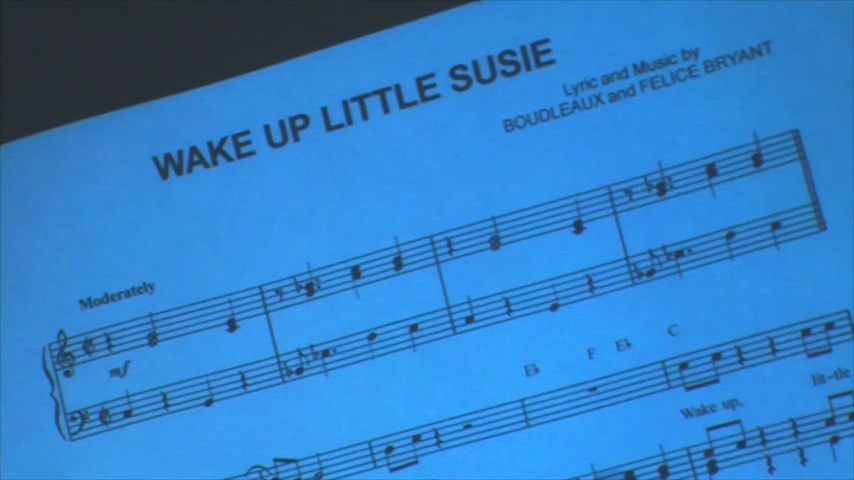 WAKE UP LITTLE SUSIE
Lyric and Music by
BOUDLEAUX and FELICE BRYANT
Moderately
mf
E♭ F E♭ C
Wake up, lit-tle